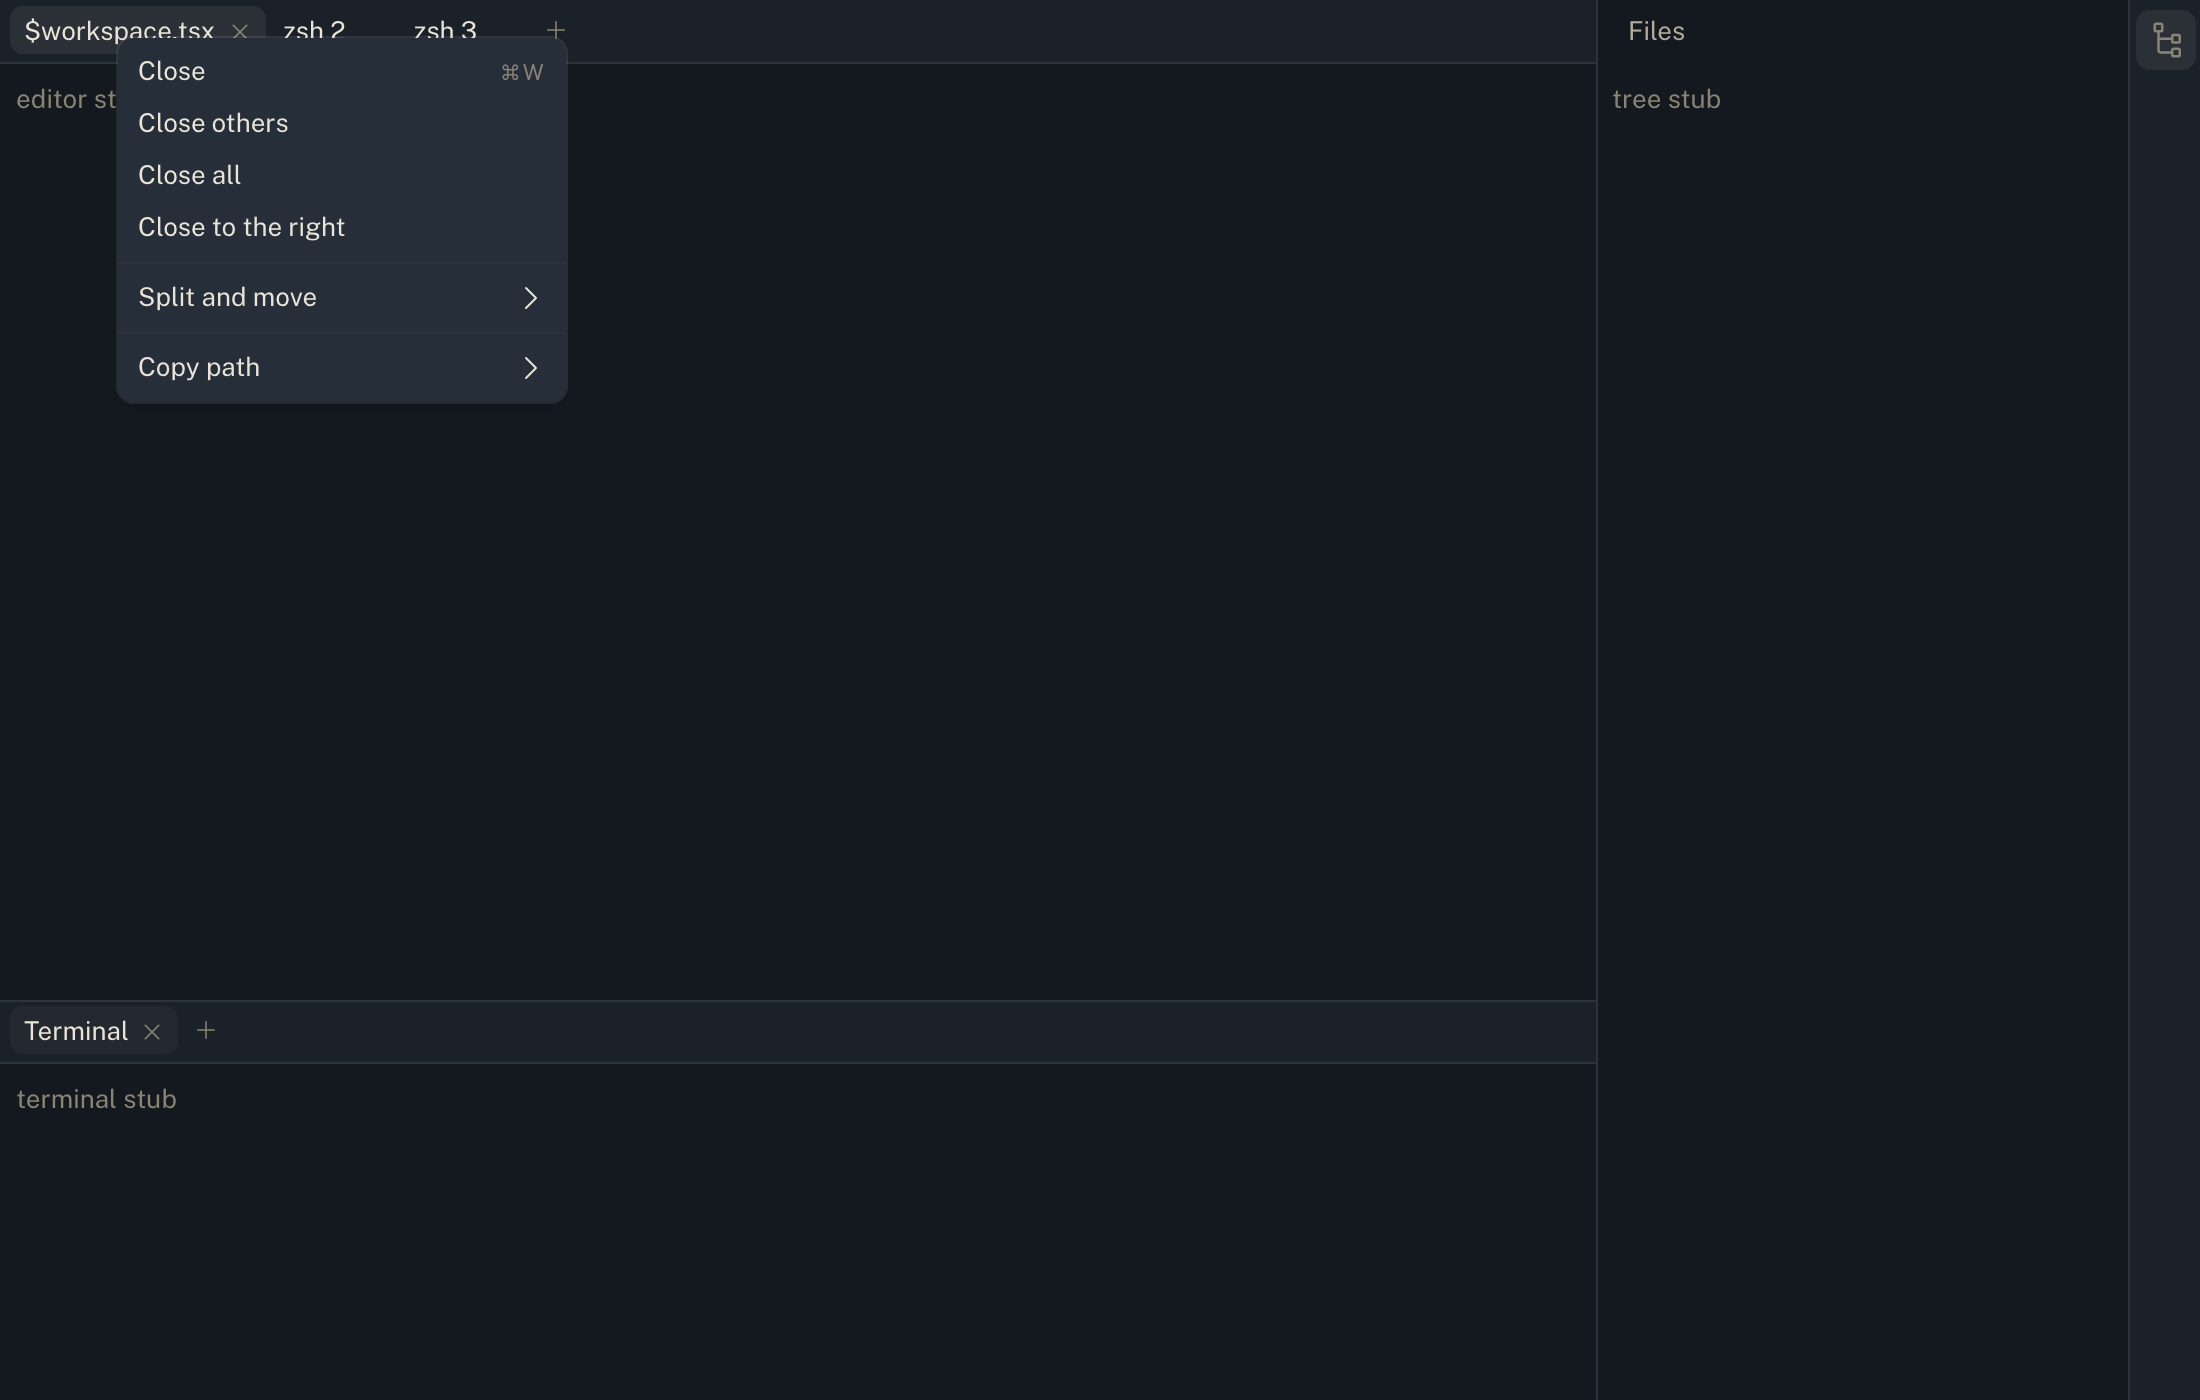 $workspace.tsx
zsh 2
zsh 3
Files
Close ⌘W
editor st
tree stub
Close others
Close all
Close to the right
Split and move
Copy path
Terminal
terminal stub